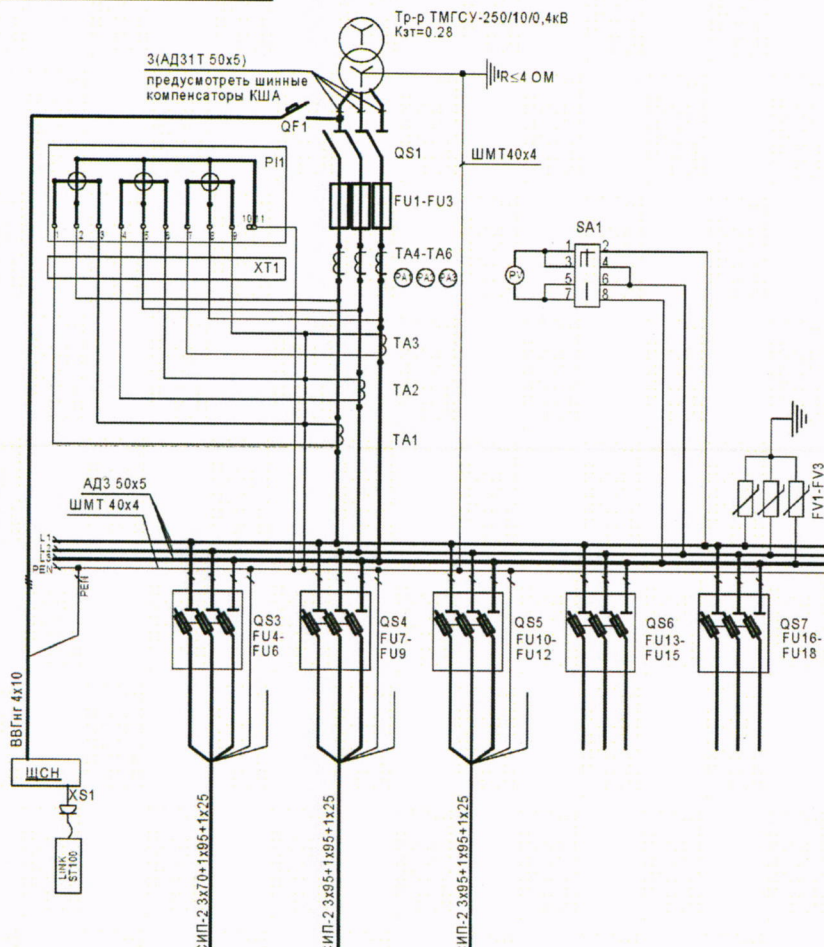 Тр-р ТМГСУ-250/10/0,4кВ
Кзт=0.28
3(АД31Т 50х5)
предусмотреть шинные
компенсаторы КША
R≤4 ОМ
QF1
QS1
ШМТ40х4
PI1
FU1-FU3
1 2 3 4 5 6 7 8 9 10 11
XT1
TA4-TA6
PA1 PA2 PA3
SA1
1 2
3 4
5 6
7 8
PV
TA3
TA2
TA1
АД3 50х5
ШМТ 40х4
FV1-FV3
L1
L2
L3
PEN
PEN
QS3
FU4-
FU6
QS4
FU7-
FU9
QS5
FU10-
FU12
QS6
FU13-
FU15
QS7
FU16-
FU18
ВВГнг 4х10
ЩСН
XS1
LINK
ST100
СИП-2 3х70+1х95+1х25
СИП-2 3х95+1х95+1х25
ИП-2 3х95+1х95+1х25